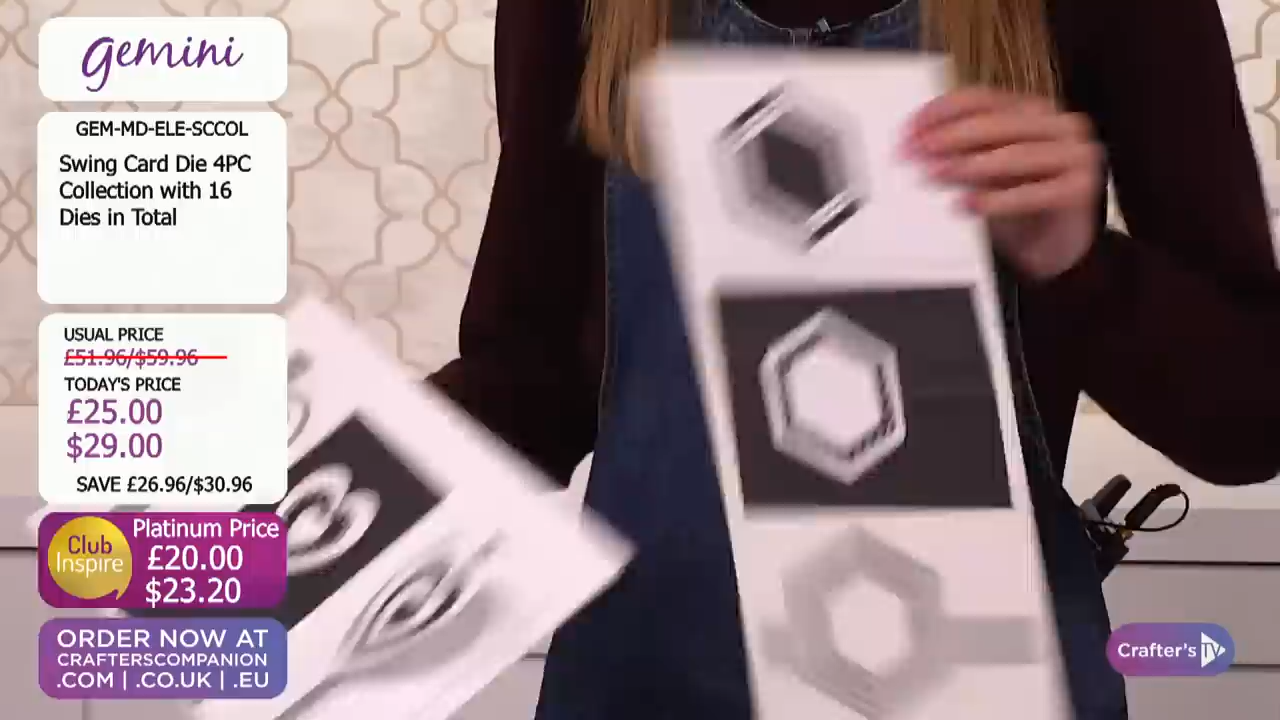 gemini
GEM-MD-ELE-SCCOL
Swing Card Die 4PC
Collection with 16
Dies in Total
USUAL PRICE
£51.96/$59.96
TODAY'S PRICE
£25.00
$29.00
SAVE £26.96/$30.96
Club
Inspire
Platinum Price
£20.00
$23.20
ORDER NOW AT
CRAFTERSCOMPANION
.COM | .CO.UK | .EU
Crafter's TV